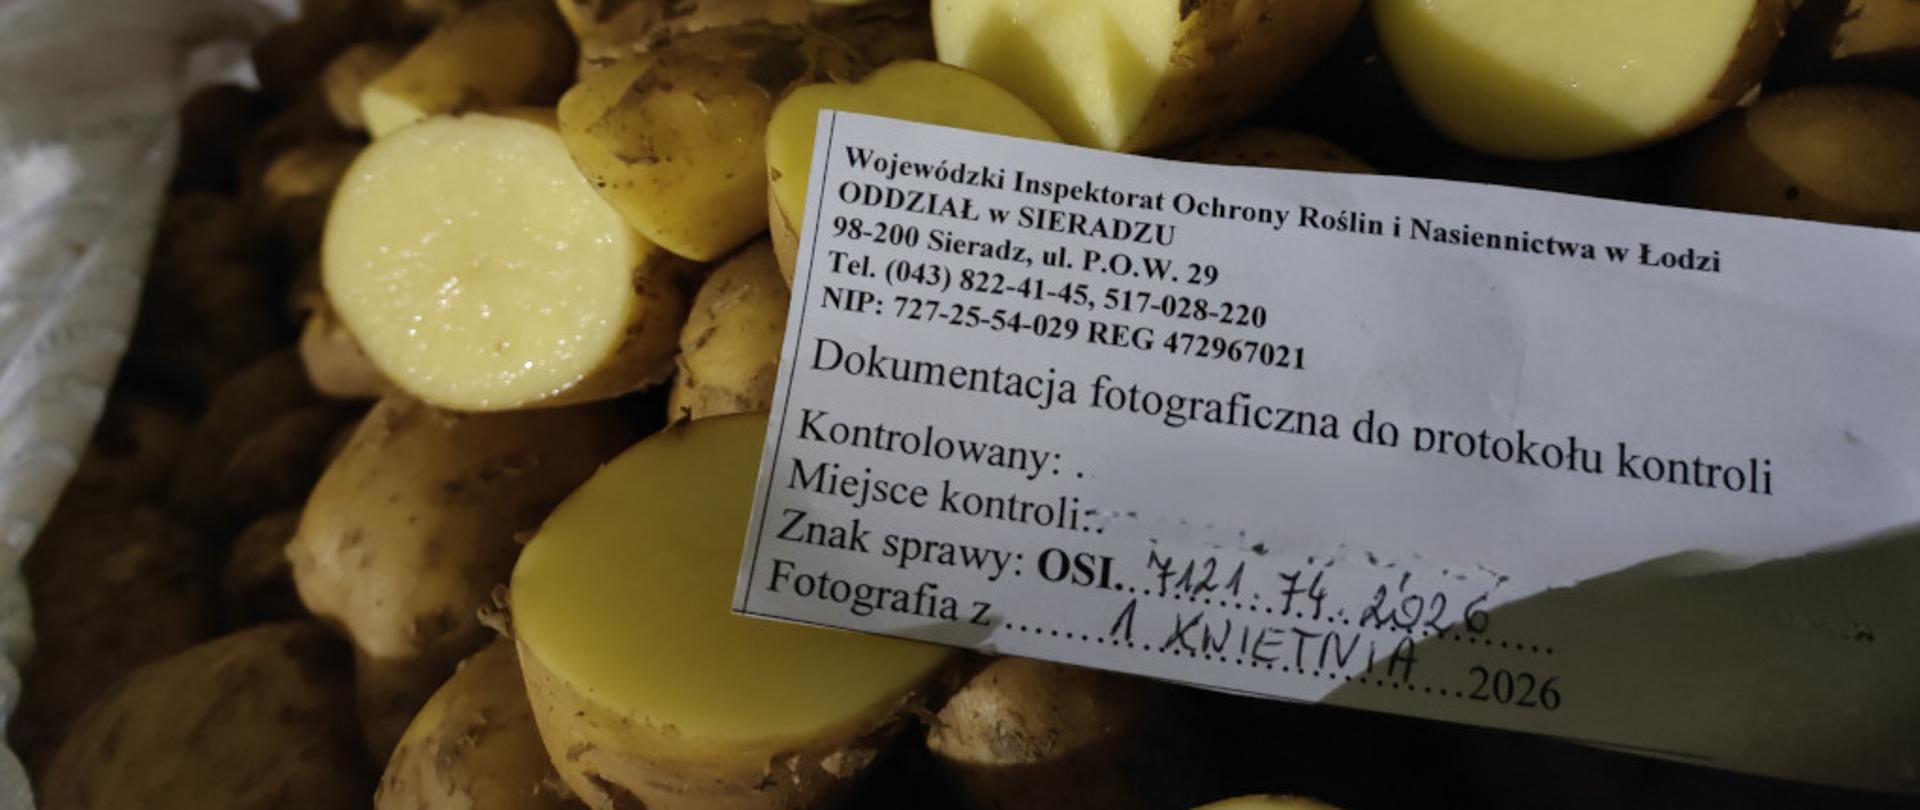 Wojewódzki Inspektorat Ochrony Roślin i Nasiennictwa w Łodzi
ODDZIAŁ w SIERADZU
98-200 Sieradz, ul. P.O.W. 29
Tel. (043) 822-41-45, 517-028-220
NIP: 727-25-54-029 REG 472967021
Dokumentacja fotograficzna do protokołu kontroli
Kontrolowany: .
Miejsce kontroli:.
Znak sprawy: OSI. 7121. 74. 2026
Fotografia z ....... 1 KWIETNIA ....2026